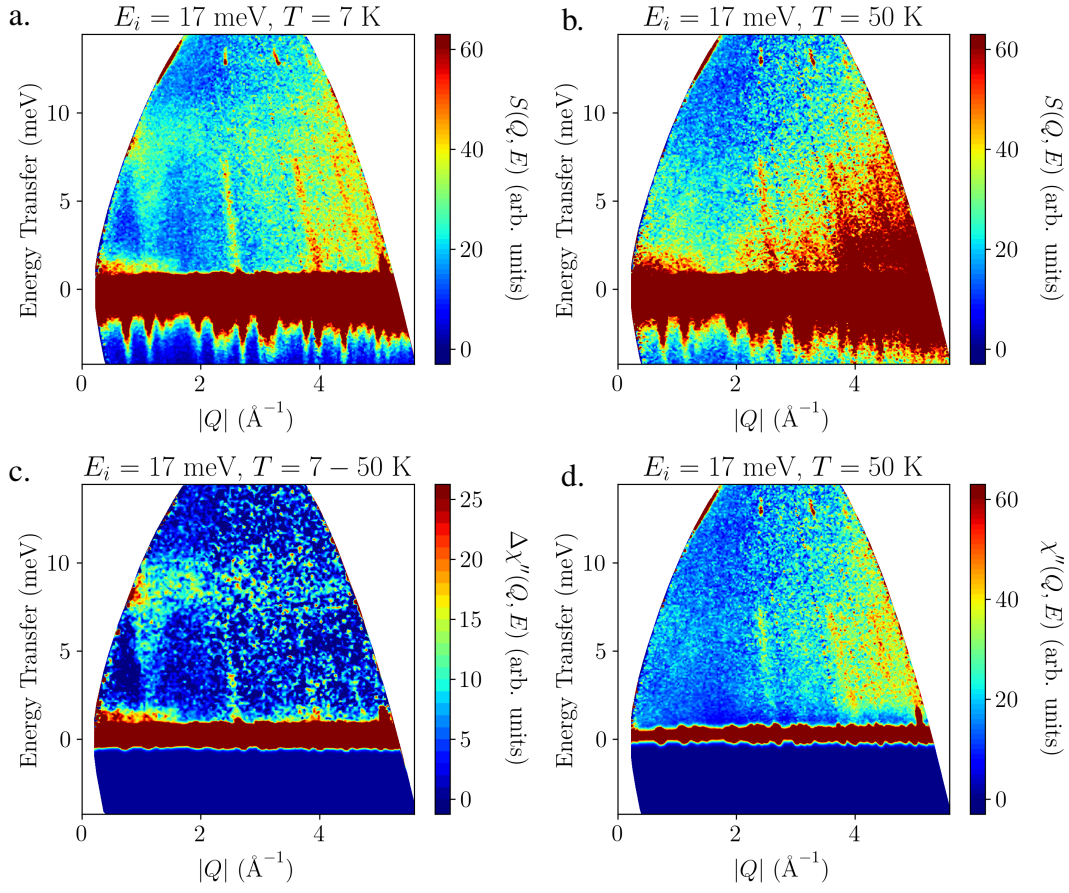 a.
E_i = 17 meV, T = 7 K
Energy Transfer (meV)
10
5
0
0
2
4
|Q| (Å⁻¹)
60
40
20
0
S(Q, E) (arb. units)
b.
E_i = 17 meV, T = 50 K
Energy Transfer (meV)
10
5
0
0
2
4
|Q| (Å⁻¹)
60
40
20
0
S(Q, E) (arb. units)
c.
E_i = 17 meV, T = 7 − 50 K
Energy Transfer (meV)
10
5
0
0
2
4
|Q| (Å⁻¹)
25
20
15
10
5
0
Δχ′′(Q, E) (arb. units)
d.
E_i = 17 meV, T = 50 K
Energy Transfer (meV)
10
5
0
0
2
4
|Q| (Å⁻¹)
60
40
20
0
χ′′(Q, E) (arb. units)